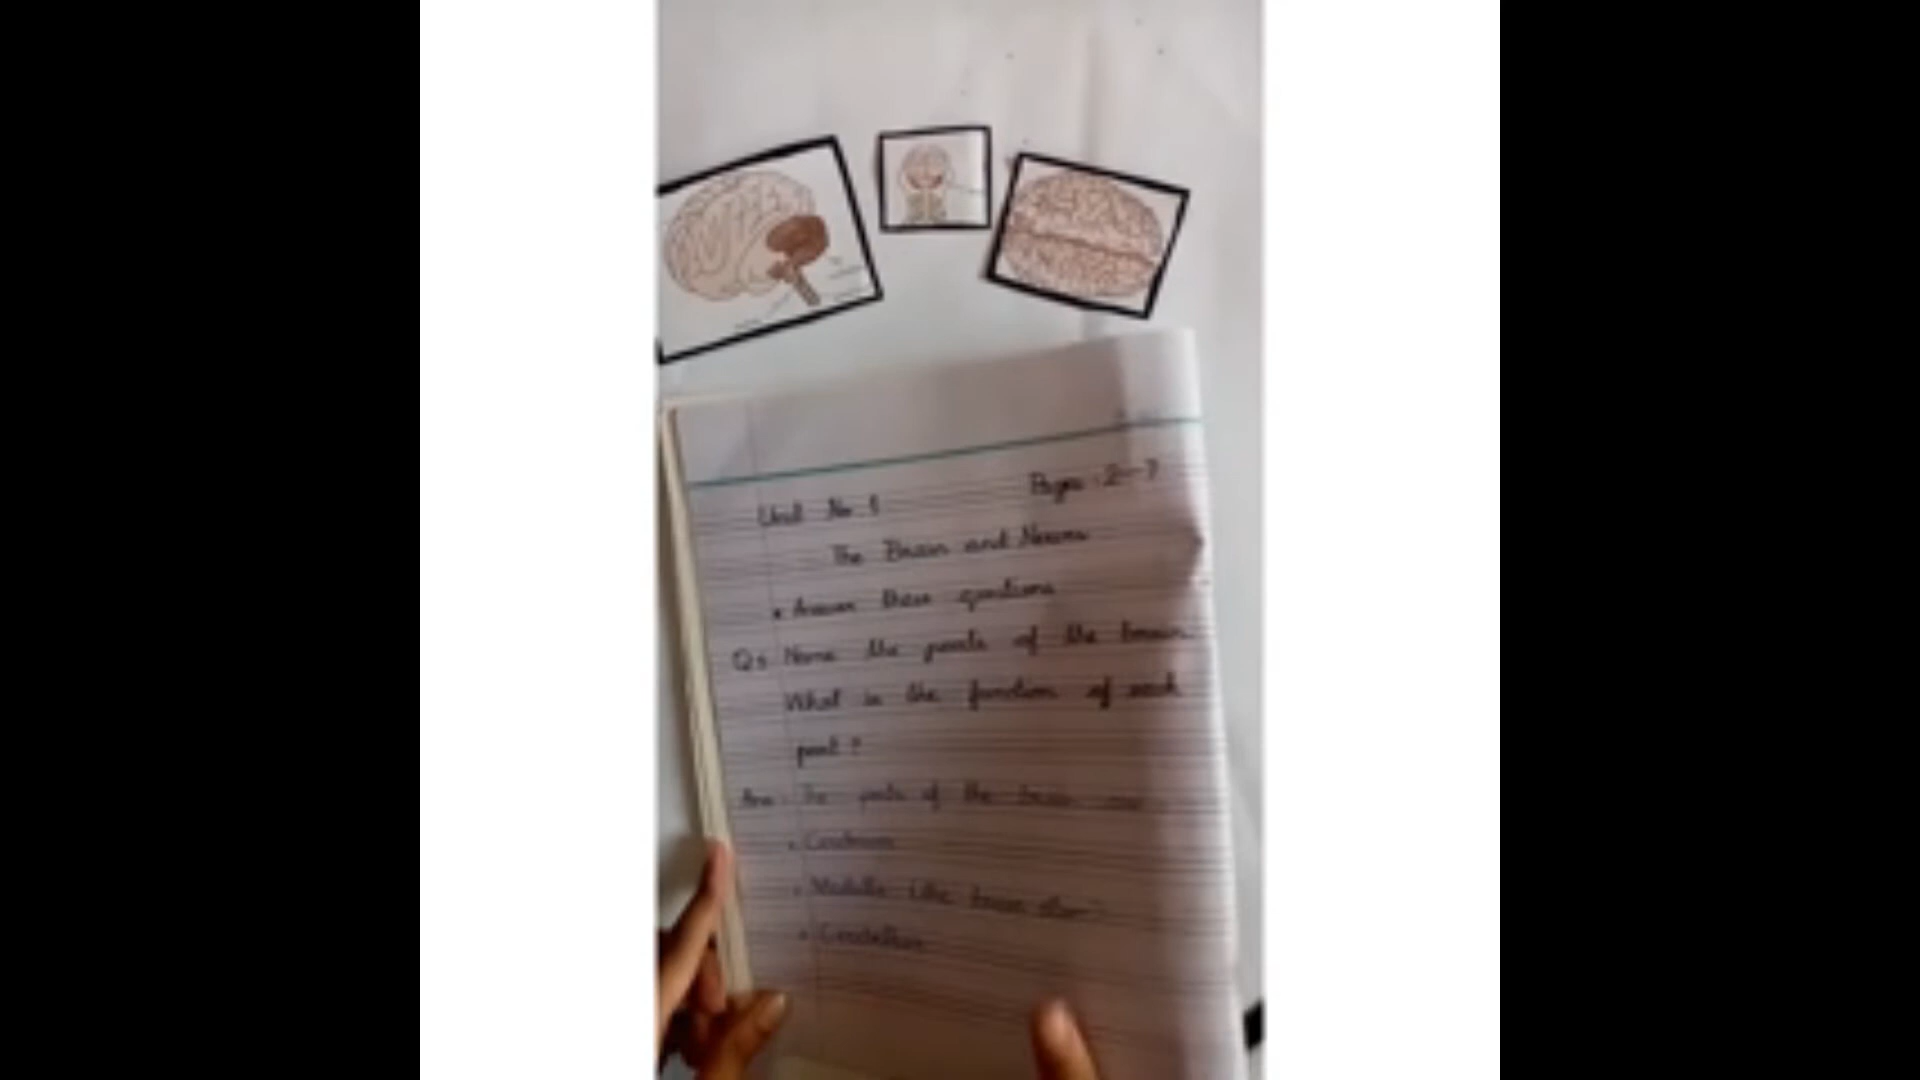 Unit No 1
Pages : 2-7
The Brain and Nerves
• Answer these questions
Q: Name the parts of the brain.
What is the function of each
part ?
Ans: The parts of the brain are
• Cerebrum
• Medulla (the brain stem)
• Cerebellum